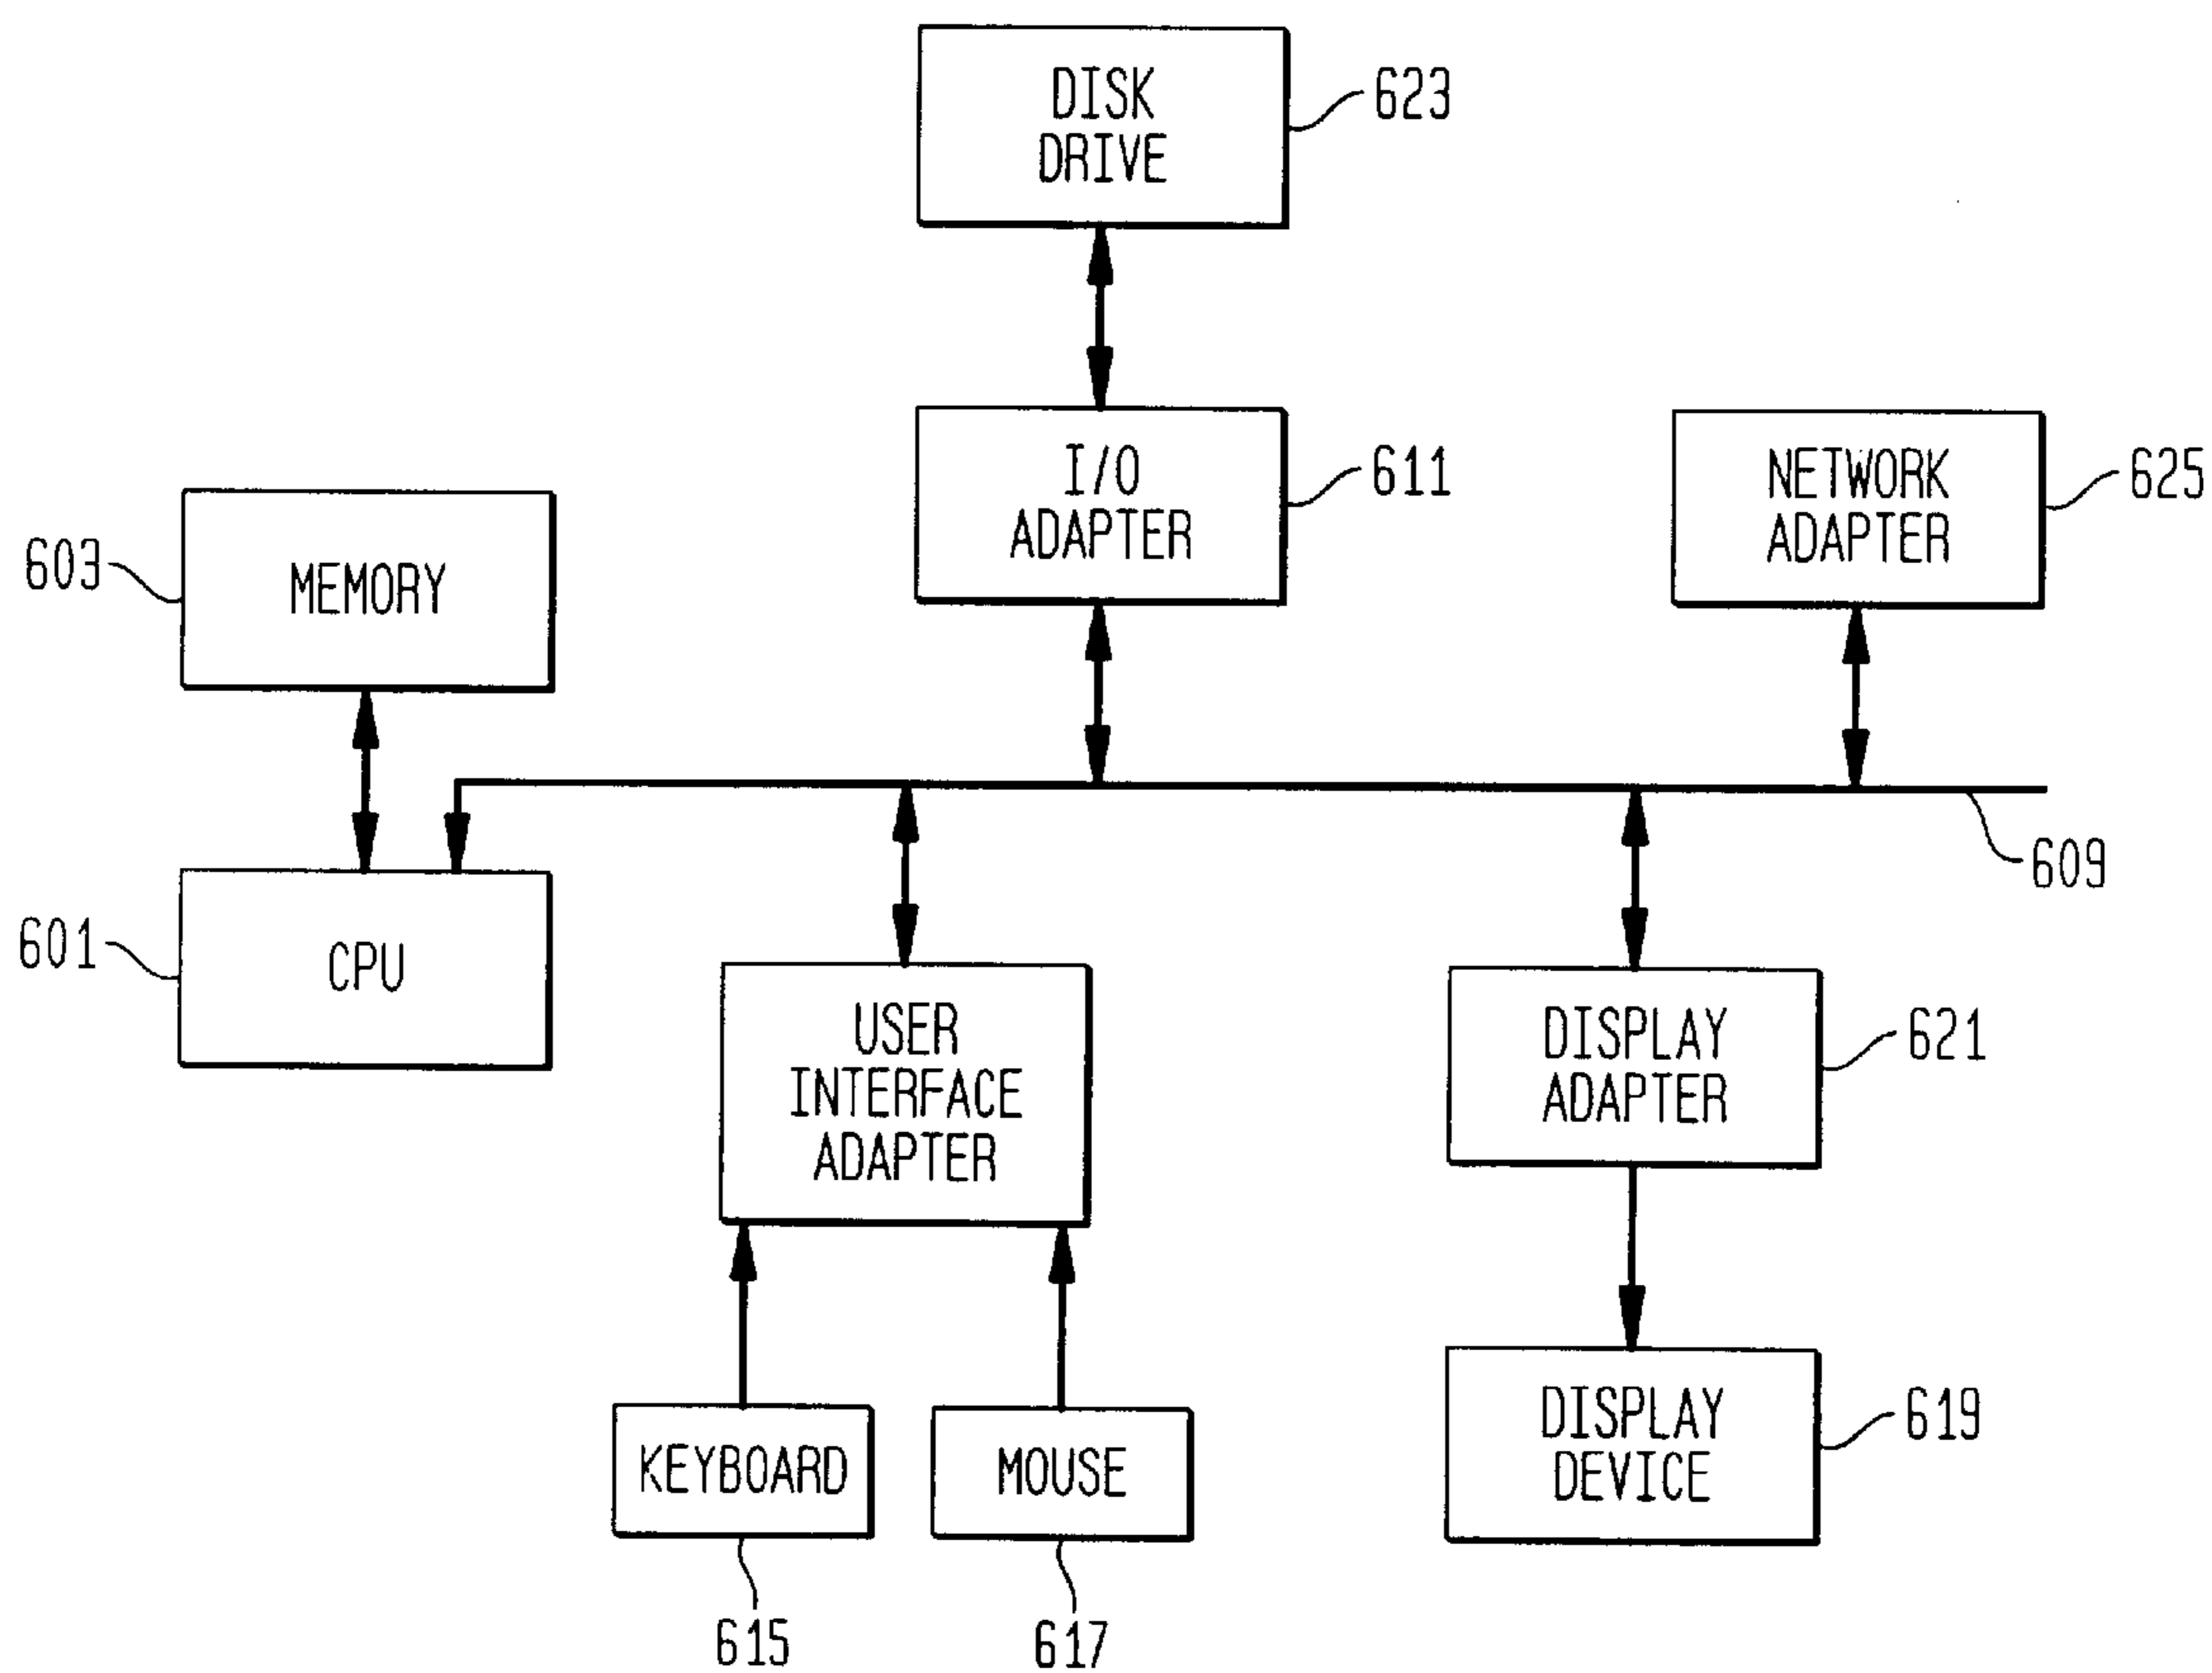 DISK
DRIVE
623
I/O
ADAPTER
611
NETWORK
ADAPTER
625
603
MEMORY
609
601
CPU
USER
INTERFACE
ADAPTER
DISPLAY
ADAPTER
621
KEYBOARD
MOUSE
DISPLAY
DEVICE
619
615
617